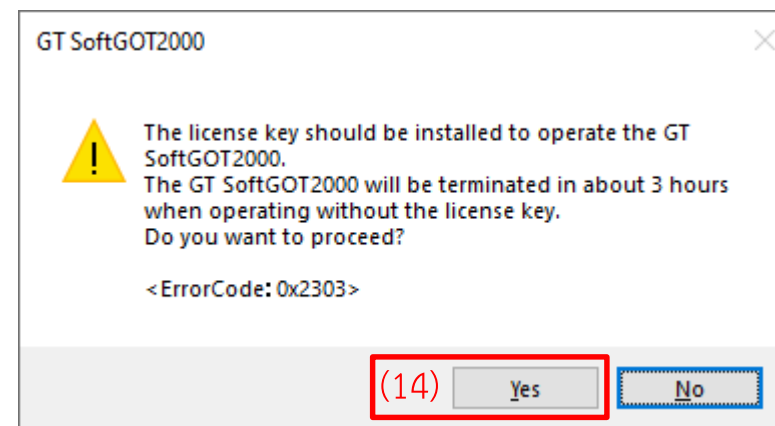 GT SoftGOT2000
The license key should be installed to operate the GT
SoftGOT2000.
The GT SoftGOT2000 will be terminated in about 3 hours
when operating without the license key.
Do you want to proceed?
<ErrorCode: 0x2303>
(14) Yes No